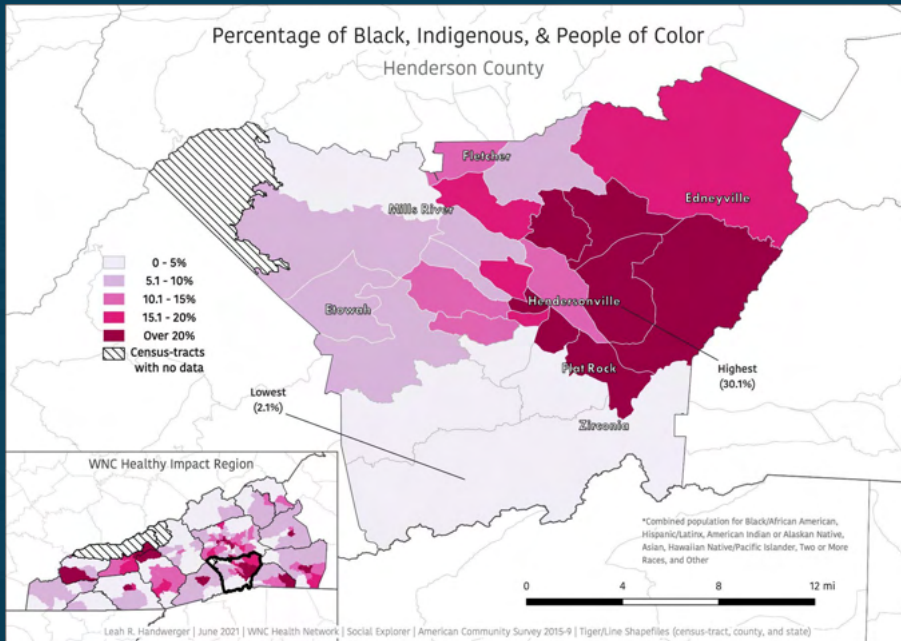 Percentage of Black, Indigenous, & People of Color
Henderson County
Fletcher
Edneyville
Mills River
0 - 5%
5.1 - 10%
10.1 - 15%
15.1 - 20%
Over 20%
Census-tracts
with no data
Etowah
Hendersonville
Flat Rock
Highest
(30.1%)
Lowest
(2.1%)
Zirconia
WNC Healthy Impact Region
*Combined population for Black/African American,
Hispanic/Latinx, American Indian or Alaskan Native,
Asian, Hawaiian Native/Pacific Islander, Two or More
Races, and Other
0 4 8 12 mi
Leah R. Handwerger | June 2021 | WNC Health Network | Social Explorer | American Community Survey 2015-9 | Tiger/Line Shapefiles (census-tract, county, and state)